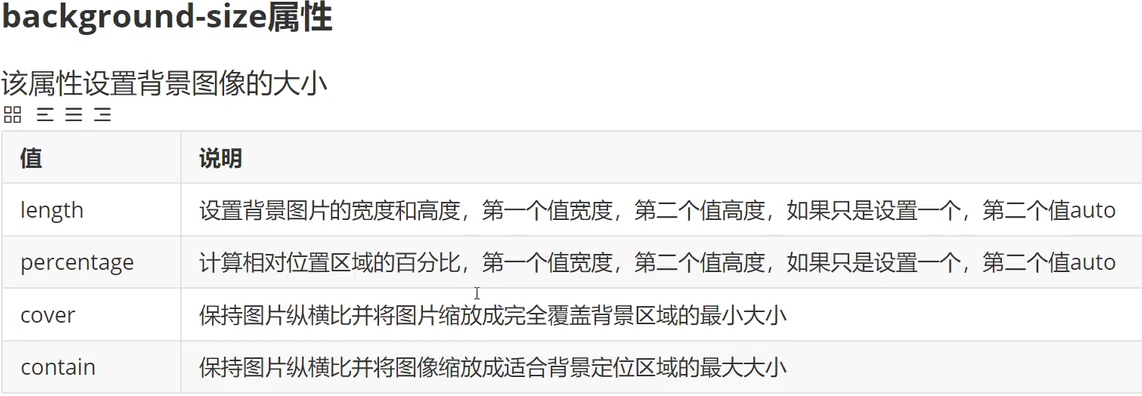 background-size属性
该属性设置背景图像的大小
值 说明
length 设置背景图片的宽度和高度，第一个值宽度，第二个值高度，如果只是设置一个，第二个值auto
percentage 计算相对位置区域的百分比，第一个值宽度，第二个值高度，如果只是设置一个，第二个值auto
cover 保持图片纵横比并将图片缩放成完全覆盖背景区域的最小大小
contain 保持图片纵横比并将图像缩放成适合背景定位区域的最大大小